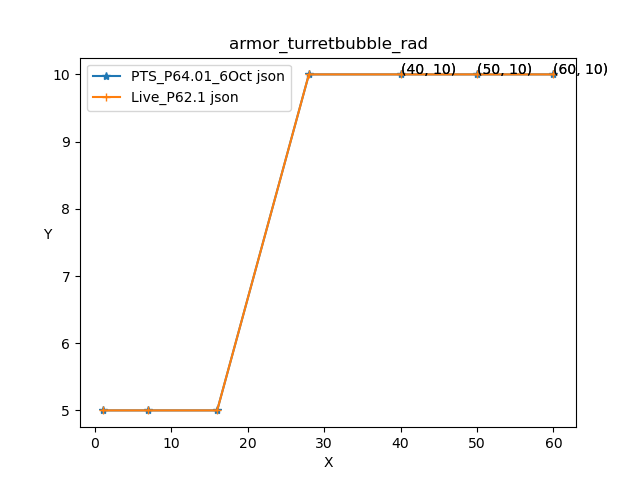 armor_turretbubble_rad
PTS_P64.01_6Oct json
Live_P62.1 json
(40, 10) (50, 10) (60, 10)
10
9
8
7
6
5
Y
0 10 20 30 40 50 60
X